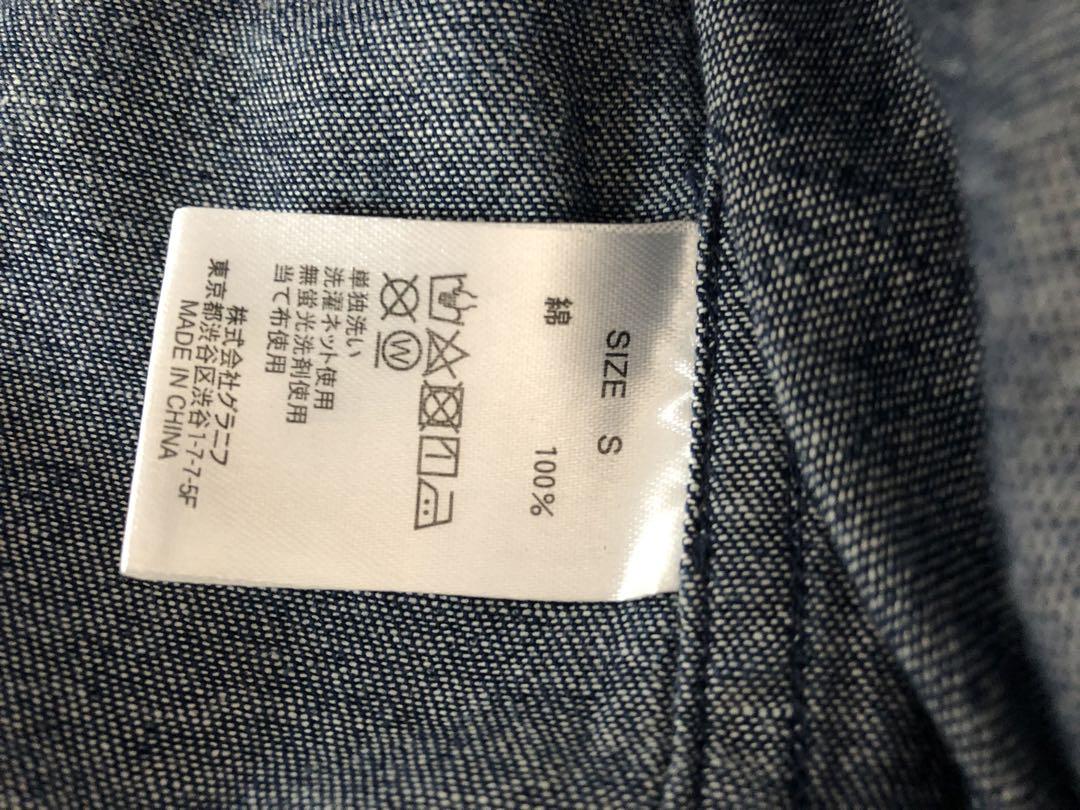 SIZE S
綿 100%
W
単独洗い
洗濯ネット使用
無蛍光洗剤使用
当て布使用
株式会社グラニフ
東京都渋谷区渋谷1-7-7-5F
MADE IN CHINA